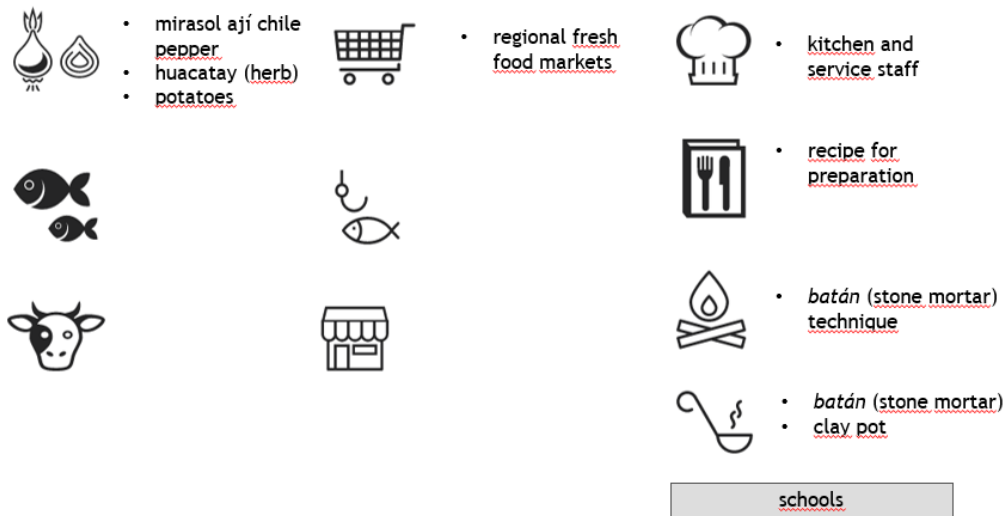 • mirasol ají chile
pepper
• huacatay (herb)
• potatoes
• regional fresh
food markets
• kitchen and
service staff
• recipe for
preparation
• batán (stone mortar)
technique
• batán (stone mortar)
• clay pot
schools